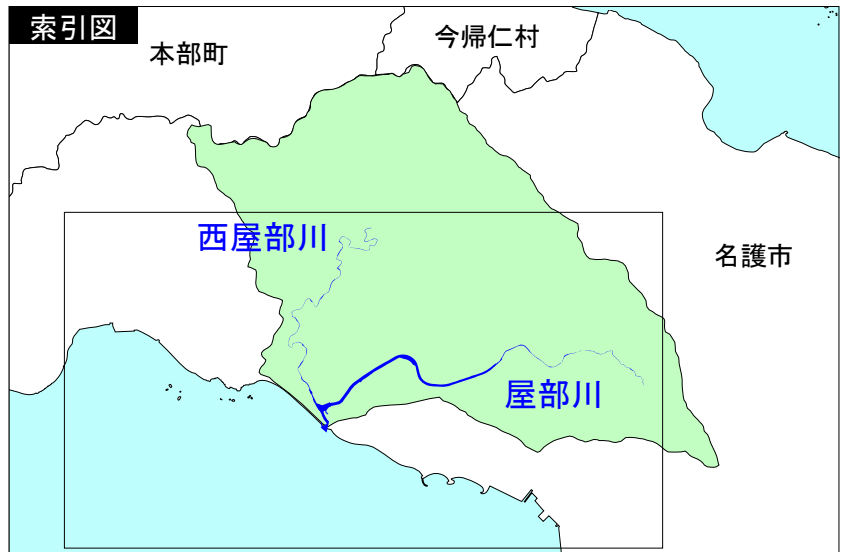 索引図
本部町
今帰仁村
西屋部川
名護市
屋部川